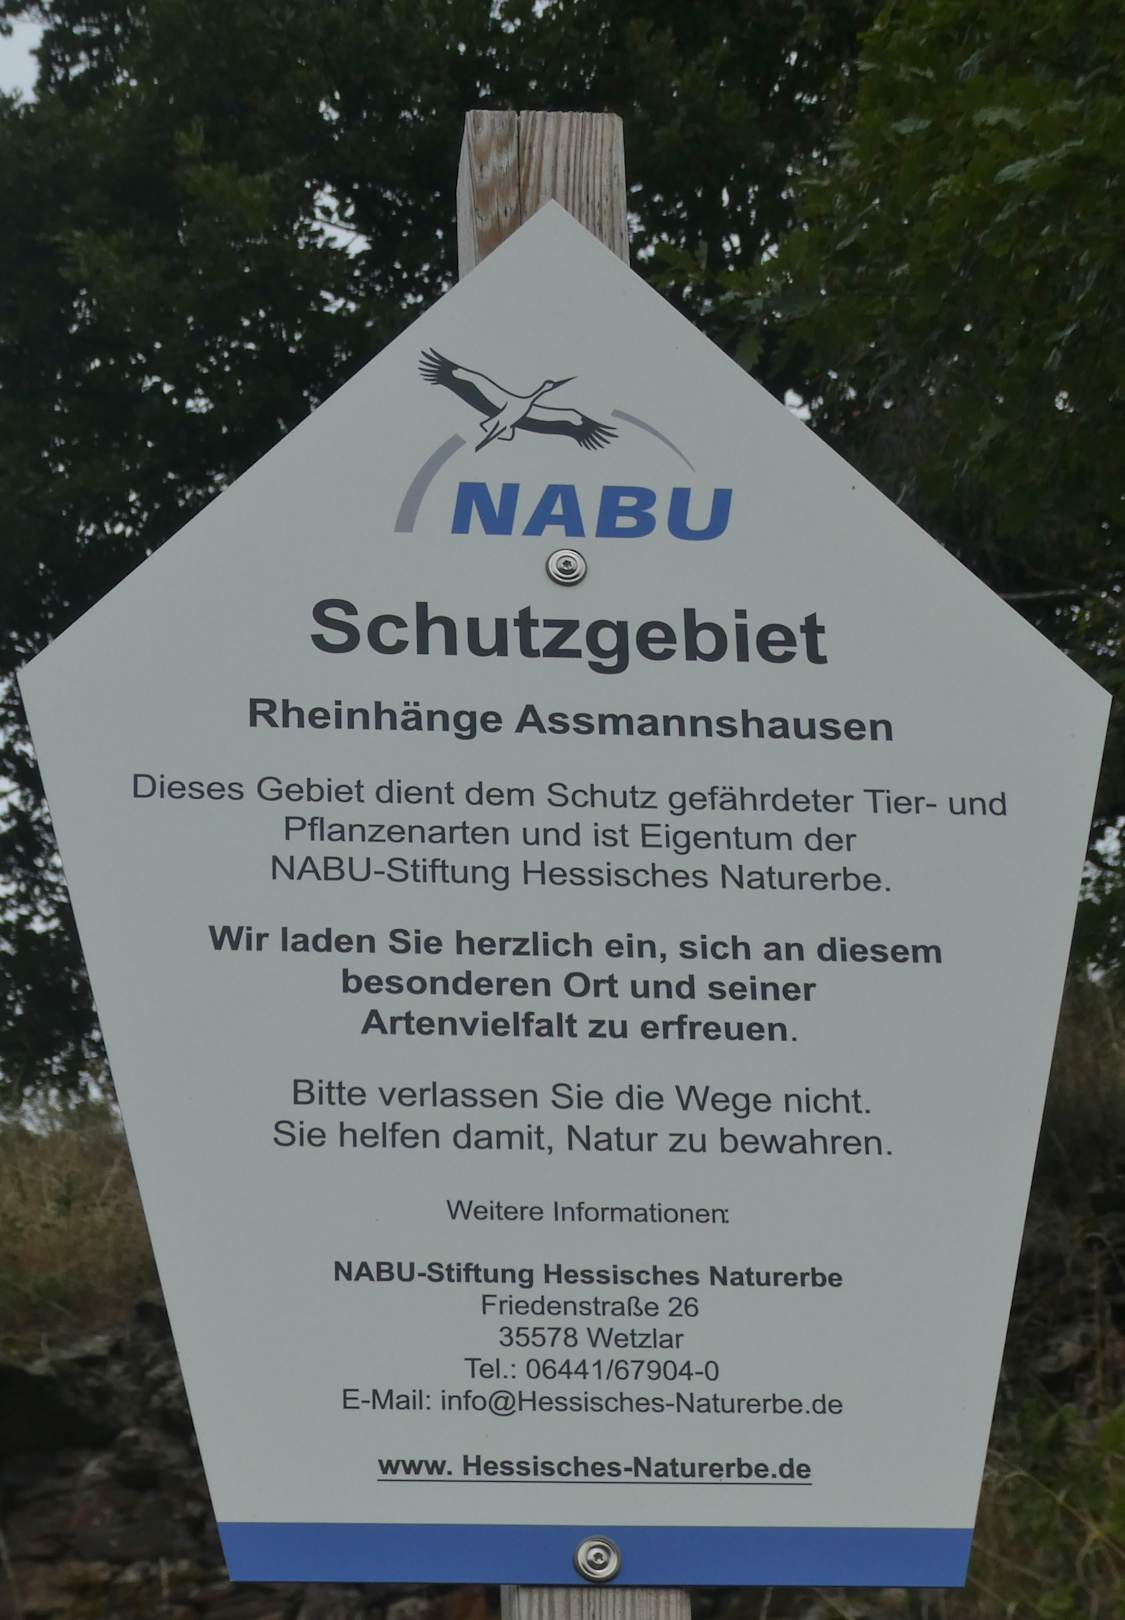 NABU
Schutzgebiet
Rheinhänge Assmannshausen
Dieses Gebiet dient dem Schutz gefährdeter Tier- und
Pflanzenarten und ist Eigentum der
NABU-Stiftung Hessisches Naturerbe.
Wir laden Sie herzlich ein, sich an diesem
besonderen Ort und seiner
Artenvielfalt zu erfreuen.
Bitte verlassen Sie die Wege nicht.
Sie helfen damit, Natur zu bewahren.
Weitere Informationen:
NABU-Stiftung Hessisches Naturerbe
Friedenstraße 26
35578 Wetzlar
Tel.: 06441/67904-0
E-Mail: info@Hessisches-Naturerbe.de
www. Hessisches-Naturerbe.de